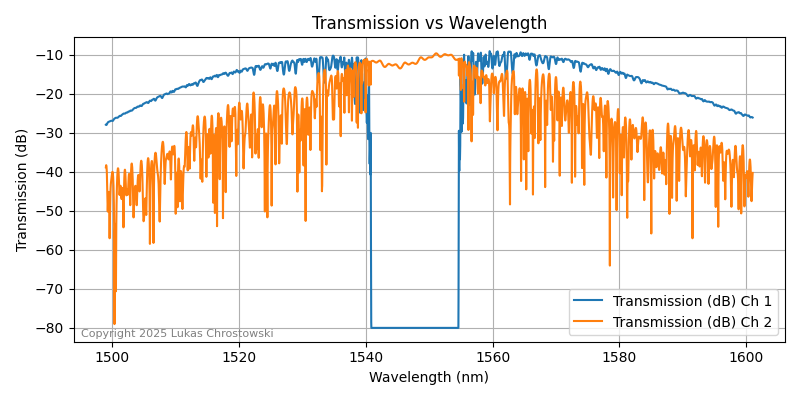 Transmission vs Wavelength
Transmission (dB)
−10
−20
−30
−40
−50
−60
−70
−80
Copyright 2025 Lukas Chrostowski
Transmission (dB) Ch 1
Transmission (dB) Ch 2
1500 1520 1540 1560 1580 1600
Wavelength (nm)